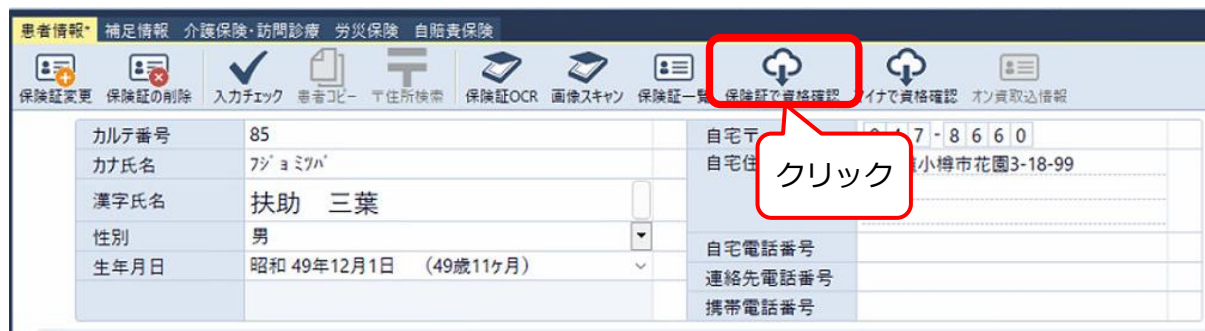 患者情報* 補足情報 介護保険・訪問診療 労災保険 自賠責保険
保険証変更 保険証の削除 入力チェック 患者コピー 〒住所検索 保険証OCR 画像スキャン 保険証一覧 保険証で資格確認 マイナで資格確認 オン資取込情報
カルテ番号 85
カナ氏名 フジョ ミツバ
漢字氏名 扶助 三葉
性別 男
生年月日 昭和 49年12月1日 (49歳11ケ月)
自宅〒 7-8660
自宅住 小樽市花園3-18-99
自宅電話番号
連絡先電話番号
携帯電話番号
クリック